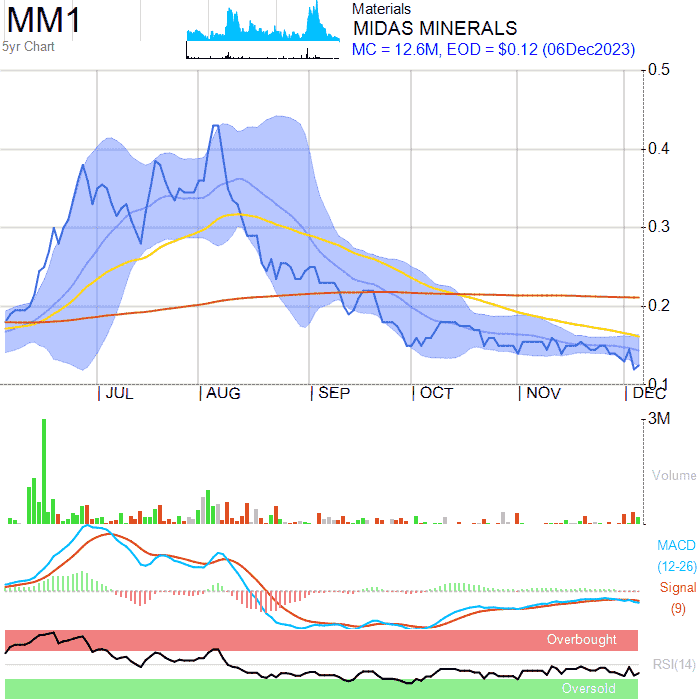 MM1
5yr Chart
Materials
MIDAS MINERALS
MC = 12.6M, EOD = $0.12 (06Dec2023)
0.5
0.4
0.3
0.2
0.1
JUL
AUG
SEP
OCT
NOV
DEC
3M
Volume
MACD
(12-26)
Signal
(9)
Overbought
RSI(14)
Oversold